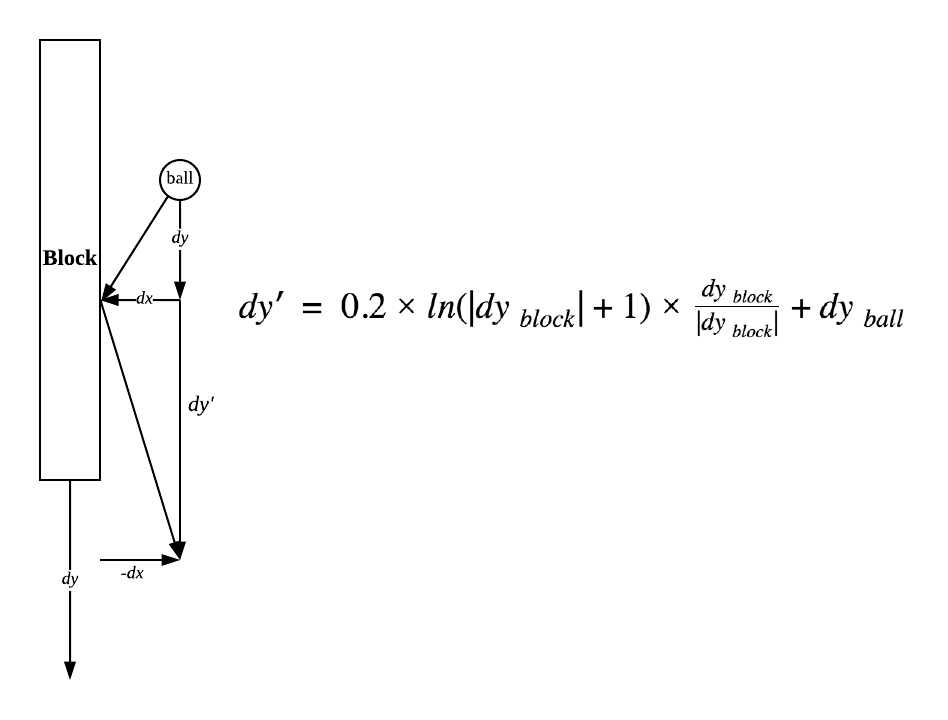 ball
dy
Block
dx
dy′ = 0.2 × ln(|dy block| + 1) × dy block / |dy block| + dy ball
dy'
dy
-dx